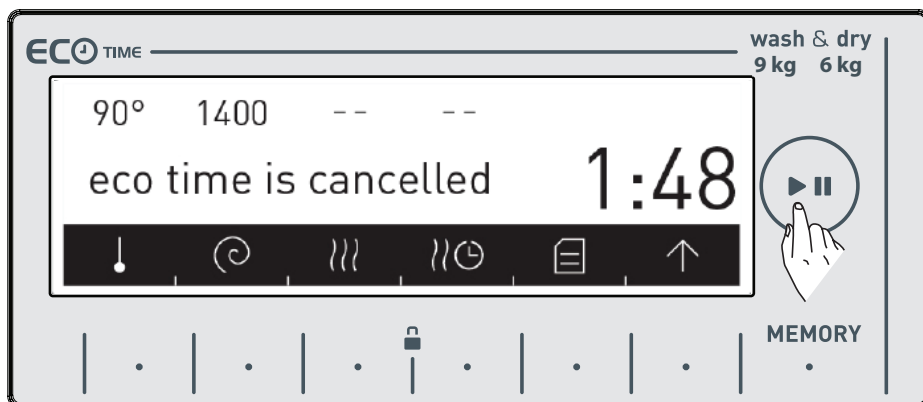 ECO TIME
wash & dry
9 kg 6 kg
90° 1400 -- --
eco time is cancelled 1:48
MEMORY